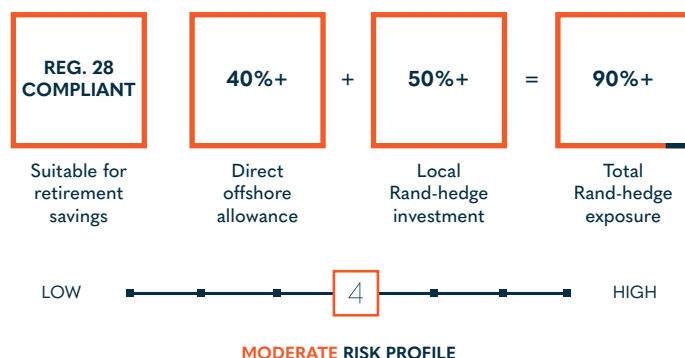 REG. 28
COMPLIANT
40%+
+
50%+
=
90%+
Suitable for
retirement
savings
Direct
offshore
allowance
Local
Rand-hedge
investment
Total
Rand-hedge
exposure
LOW
4
HIGH
MODERATE RISK PROFILE